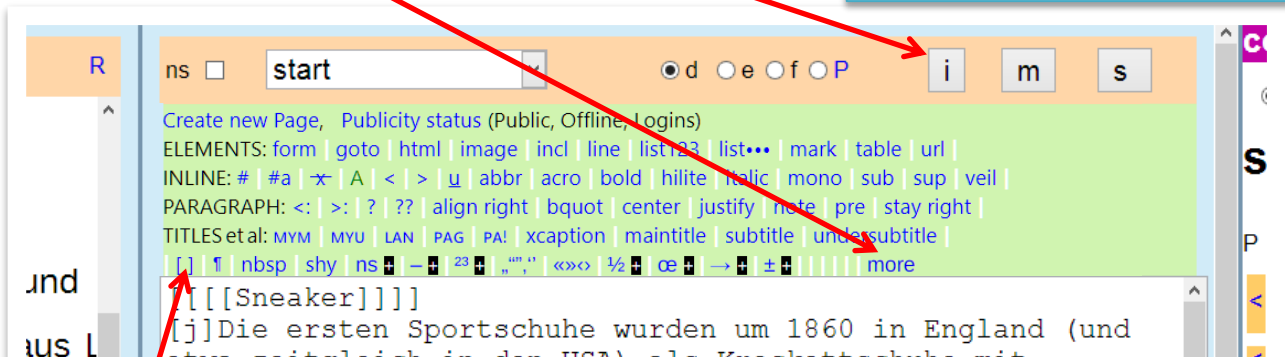 R
ns start d e f P i m s
Create new Page, Publicity status (Public, Offline, Logins)
ELEMENTS: form | goto | html | image | incl | line | list123 | list••• | mark | table | url |
INLINE: # | #a | x | A | < | > | u | abbr | acro | bold | hilite | italic | mono | sub | sup | veil |
PARAGRAPH: <: | >: | ? | ?? | align right | bquot | center | justify | note | pre | stay right |
TITLES et al: MYM | MYU | LAN | PAG | PA! | xcaption | maintitle | subtitle | undersubtitle |
| [] | ¶ | nbsp | shy | ns + | – + | ²³ + | „“”‚‘’ | «»‹› | ½ + | œ + | → + | ± + | | | | | | more
[[[[Sneaker]]]]
[j]Die ersten Sportschuhe wurden um 1860 in England (und
und
aus L
S
P
<